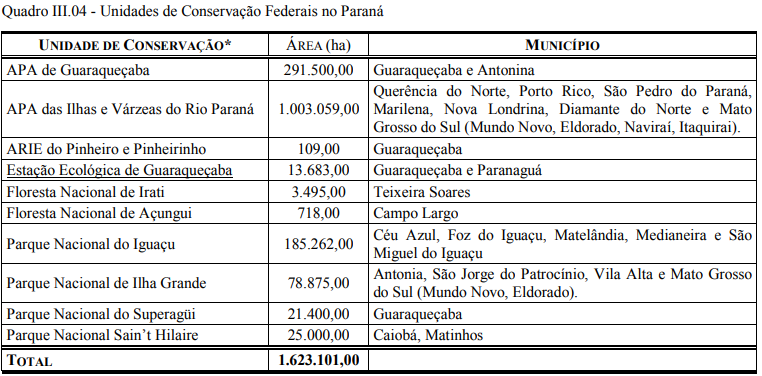 Quadro III.04 - Unidades de Conservação Federais no Paraná
UNIDADE DE CONSERVAÇÃO* ÁREA (ha) MUNICÍPIO
APA de Guaraqueçaba 291.500,00 Guaraqueçaba e Antonina
APA das Ilhas e Várzeas do Rio Paraná 1.003.059,00 Querência do Norte, Porto Rico, São Pedro do Paraná,
Marilena, Nova Londrina, Diamante do Norte e Mato
Grosso do Sul (Mundo Novo, Eldorado, Naviraí, Itaquirai).
ARIE do Pinheiro e Pinheirinho 109,00 Guaraqueçaba
Estação Ecológica de Guaraqueçaba 13.683,00 Guaraqueçaba e Paranaguá
Floresta Nacional de Irati 3.495,00 Teixeira Soares
Floresta Nacional de Açungui 718,00 Campo Largo
Parque Nacional do Iguaçu 185.262,00 Céu Azul, Foz do Iguaçu, Matelândia, Medianeira e São
Miguel do Iguaçu
Parque Nacional de Ilha Grande 78.875,00 Antonia, São Jorge do Patrocínio, Vila Alta e Mato Grosso
do Sul (Mundo Novo, Eldorado).
Parque Nacional do Superagüi 21.400,00 Guaraqueçaba
Parque Nacional Sain't Hilaire 25.000,00 Caiobá, Matinhos
TOTAL 1.623.101,00